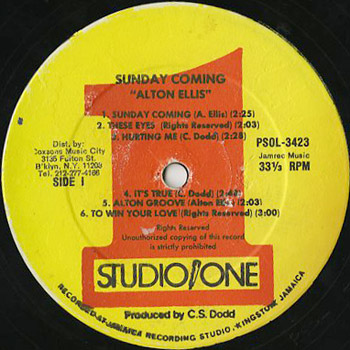 SUNDAY COMING
"ALTON ELLIS"
1. SUNDAY COMING (A. Ellis) (2:25)
2. THESE EYES (Rights Reserved) (2:03)
3. HURTING ME (C. Dodd) (2:28)
Dist. by:
Coxsons Music City
3135 Fulton St.
B'klyn, N.Y. 11208
Tel. 212-277-4166
SIDE I
PSOL-3423
Jamrec Music
33⅓ RPM
4. IT'S TRUE (C. Dodd) (2:44)
5. ALTON GROOVE (Alton Ellis) (2:03)
6. TO WIN YOUR LOVE (Rights Reserved) (3:00)
Rights Reserved
Unauthorized copying of this record
is strictly prohibited
STUDIO/ONE
Produced by C.S. Dodd
RECORDED AT JAMAICA RECORDING STUDIO, KINGSTON JAMAICA